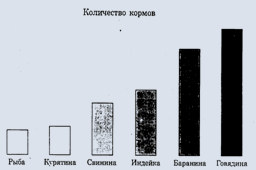 Количество кормов
Рыба Курятина Свинина Индейка Баранина Говядина